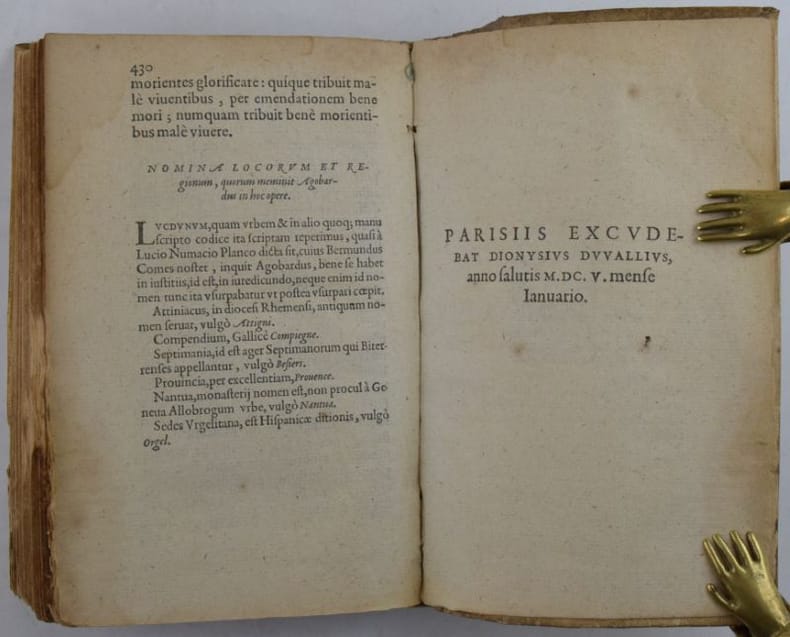 430
morientes glorificare: quique tribuit ma-
lè viuentibus, per emendationem bene
mori; numquam tribuit benè morienti-
bus malè viuere.
NOMINA LOCORVM ET RE-
gionum, quorum meminit Agobar-
dus in hoc opere.
LVCDVNVM, quam vrbem & in alio quoq; manu
scripto codice ita scriptam reperimus, quasi à
Lucio Numacio Planco dicta sit, cuius Bermundus
Comes noster, inquit Agobardus, bene se habet
in iustitiis, id est, in iuredicundo, neque enim id no-
men tunc ita vsurpabatur vt postea vsurpari cœpit.
Attiniacus, in diocesi Rhemensi, antiquum no-
men seruat, vulgò Attigni.
Compendium, Gallicè Compiegne.
Septimania, id est ager Septimanorum qui Biter-
renses appellantur, vulgò Besiers.
Prouincia, per excellentiam, Prouence.
Nantua, monasterij nomen est, non procul à Ge
neua Allobrogum vrbe, vulgò Nantua.
Sedes Vrgelitana, est Hispanicæ ditionis, vulgò
Orgel.
PARISIIS EXCVDE-
BAT DIONYSIVS DVVALLIVS,
anno salutis M.DC. V. mense
Ianuario.